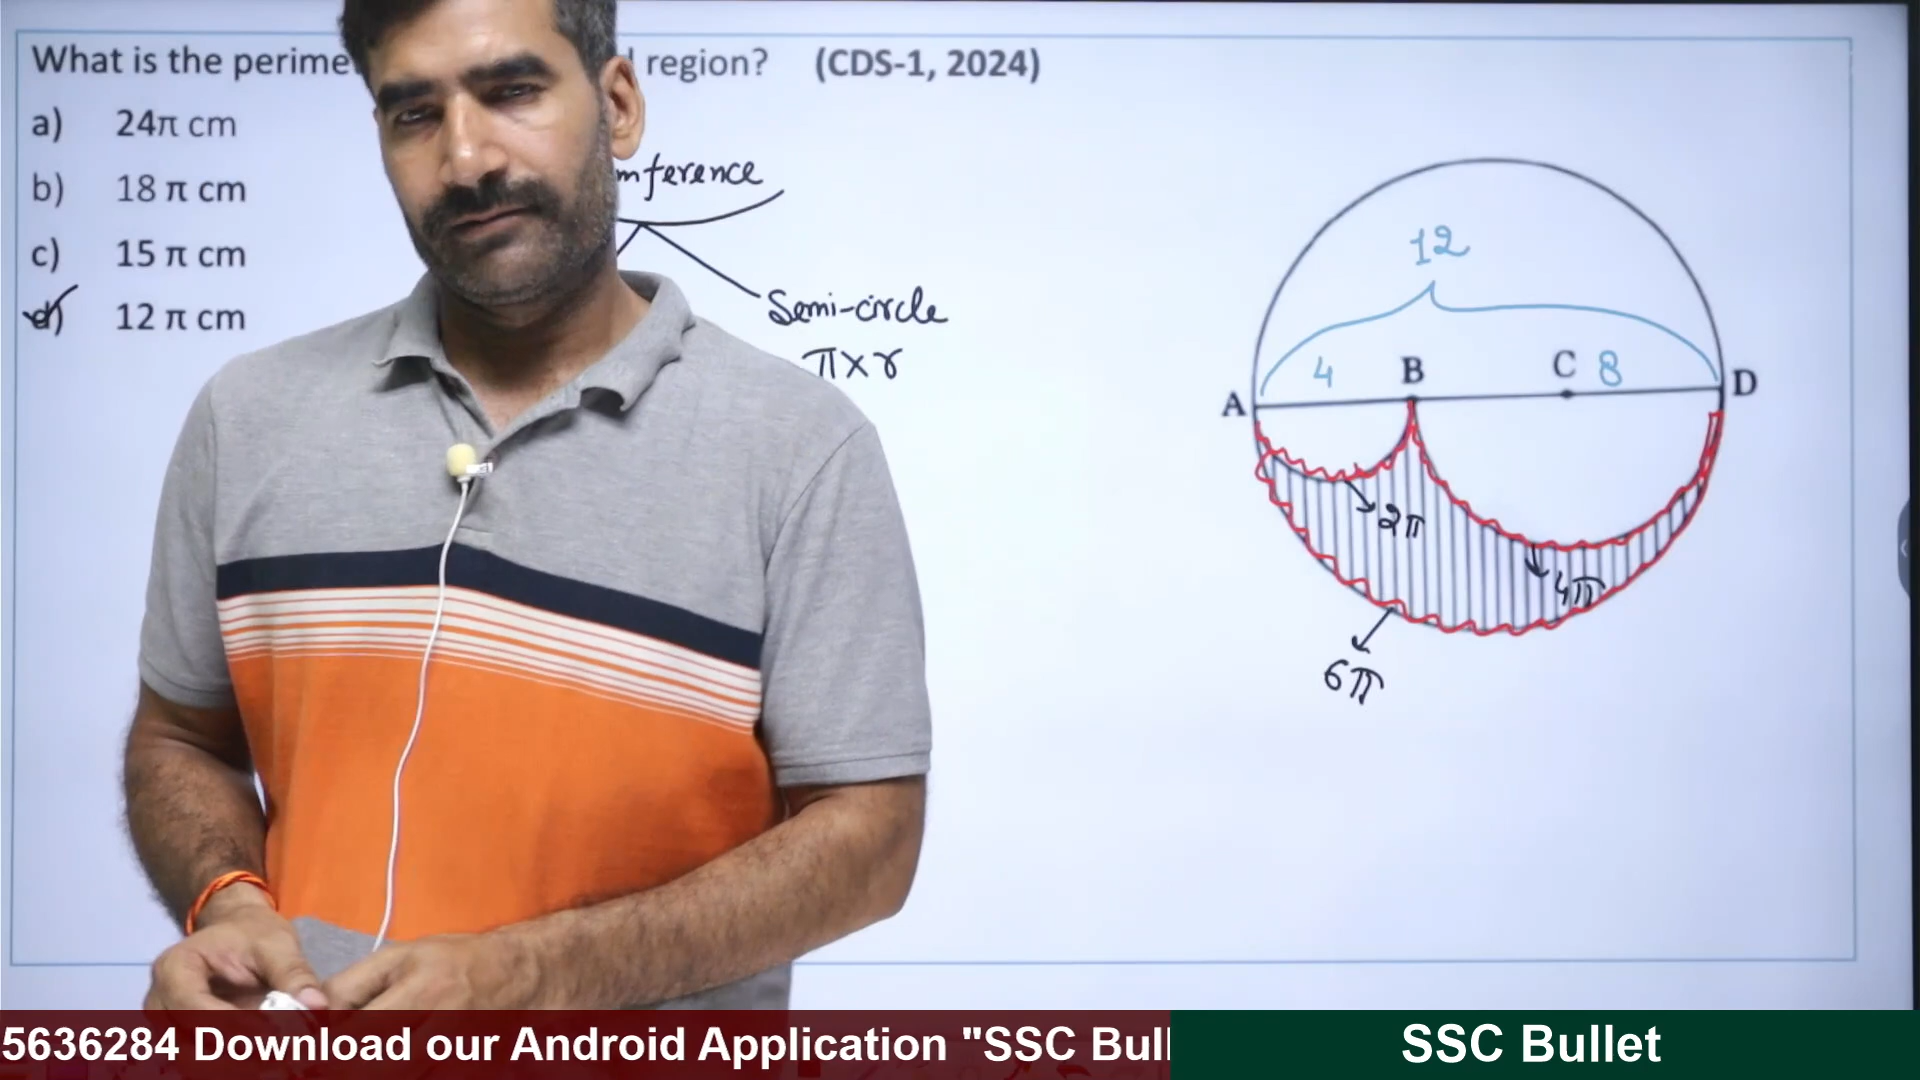 What is the perime region? (CDS-1, 2024)
a) 24π cm
b) 18 π cm
c) 15 π cm
d) 12 π cm
mference
Semi-circle
π×r
12
4 B C 8
A D
2π
4π
6π
5636284 Download our Android Application "SSC Bull
SSC Bullet